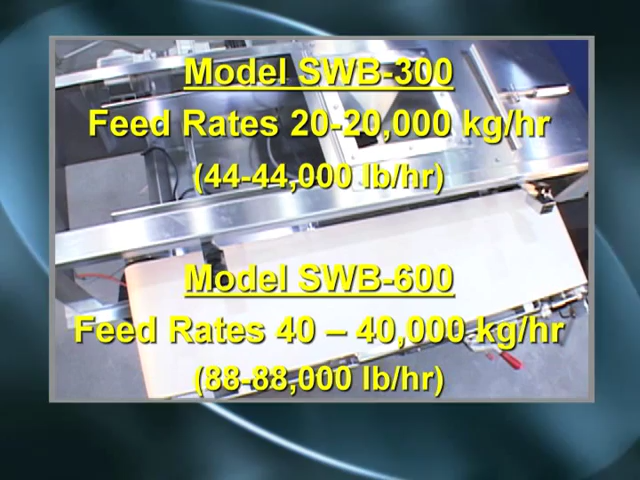 Model SWB-300
Feed Rates 20-20,000 kg/hr
(44-44,000 lb/hr)
Model SWB-600
Feed Rates 40 – 40,000 kg/hr
(88-88,000 lb/hr)